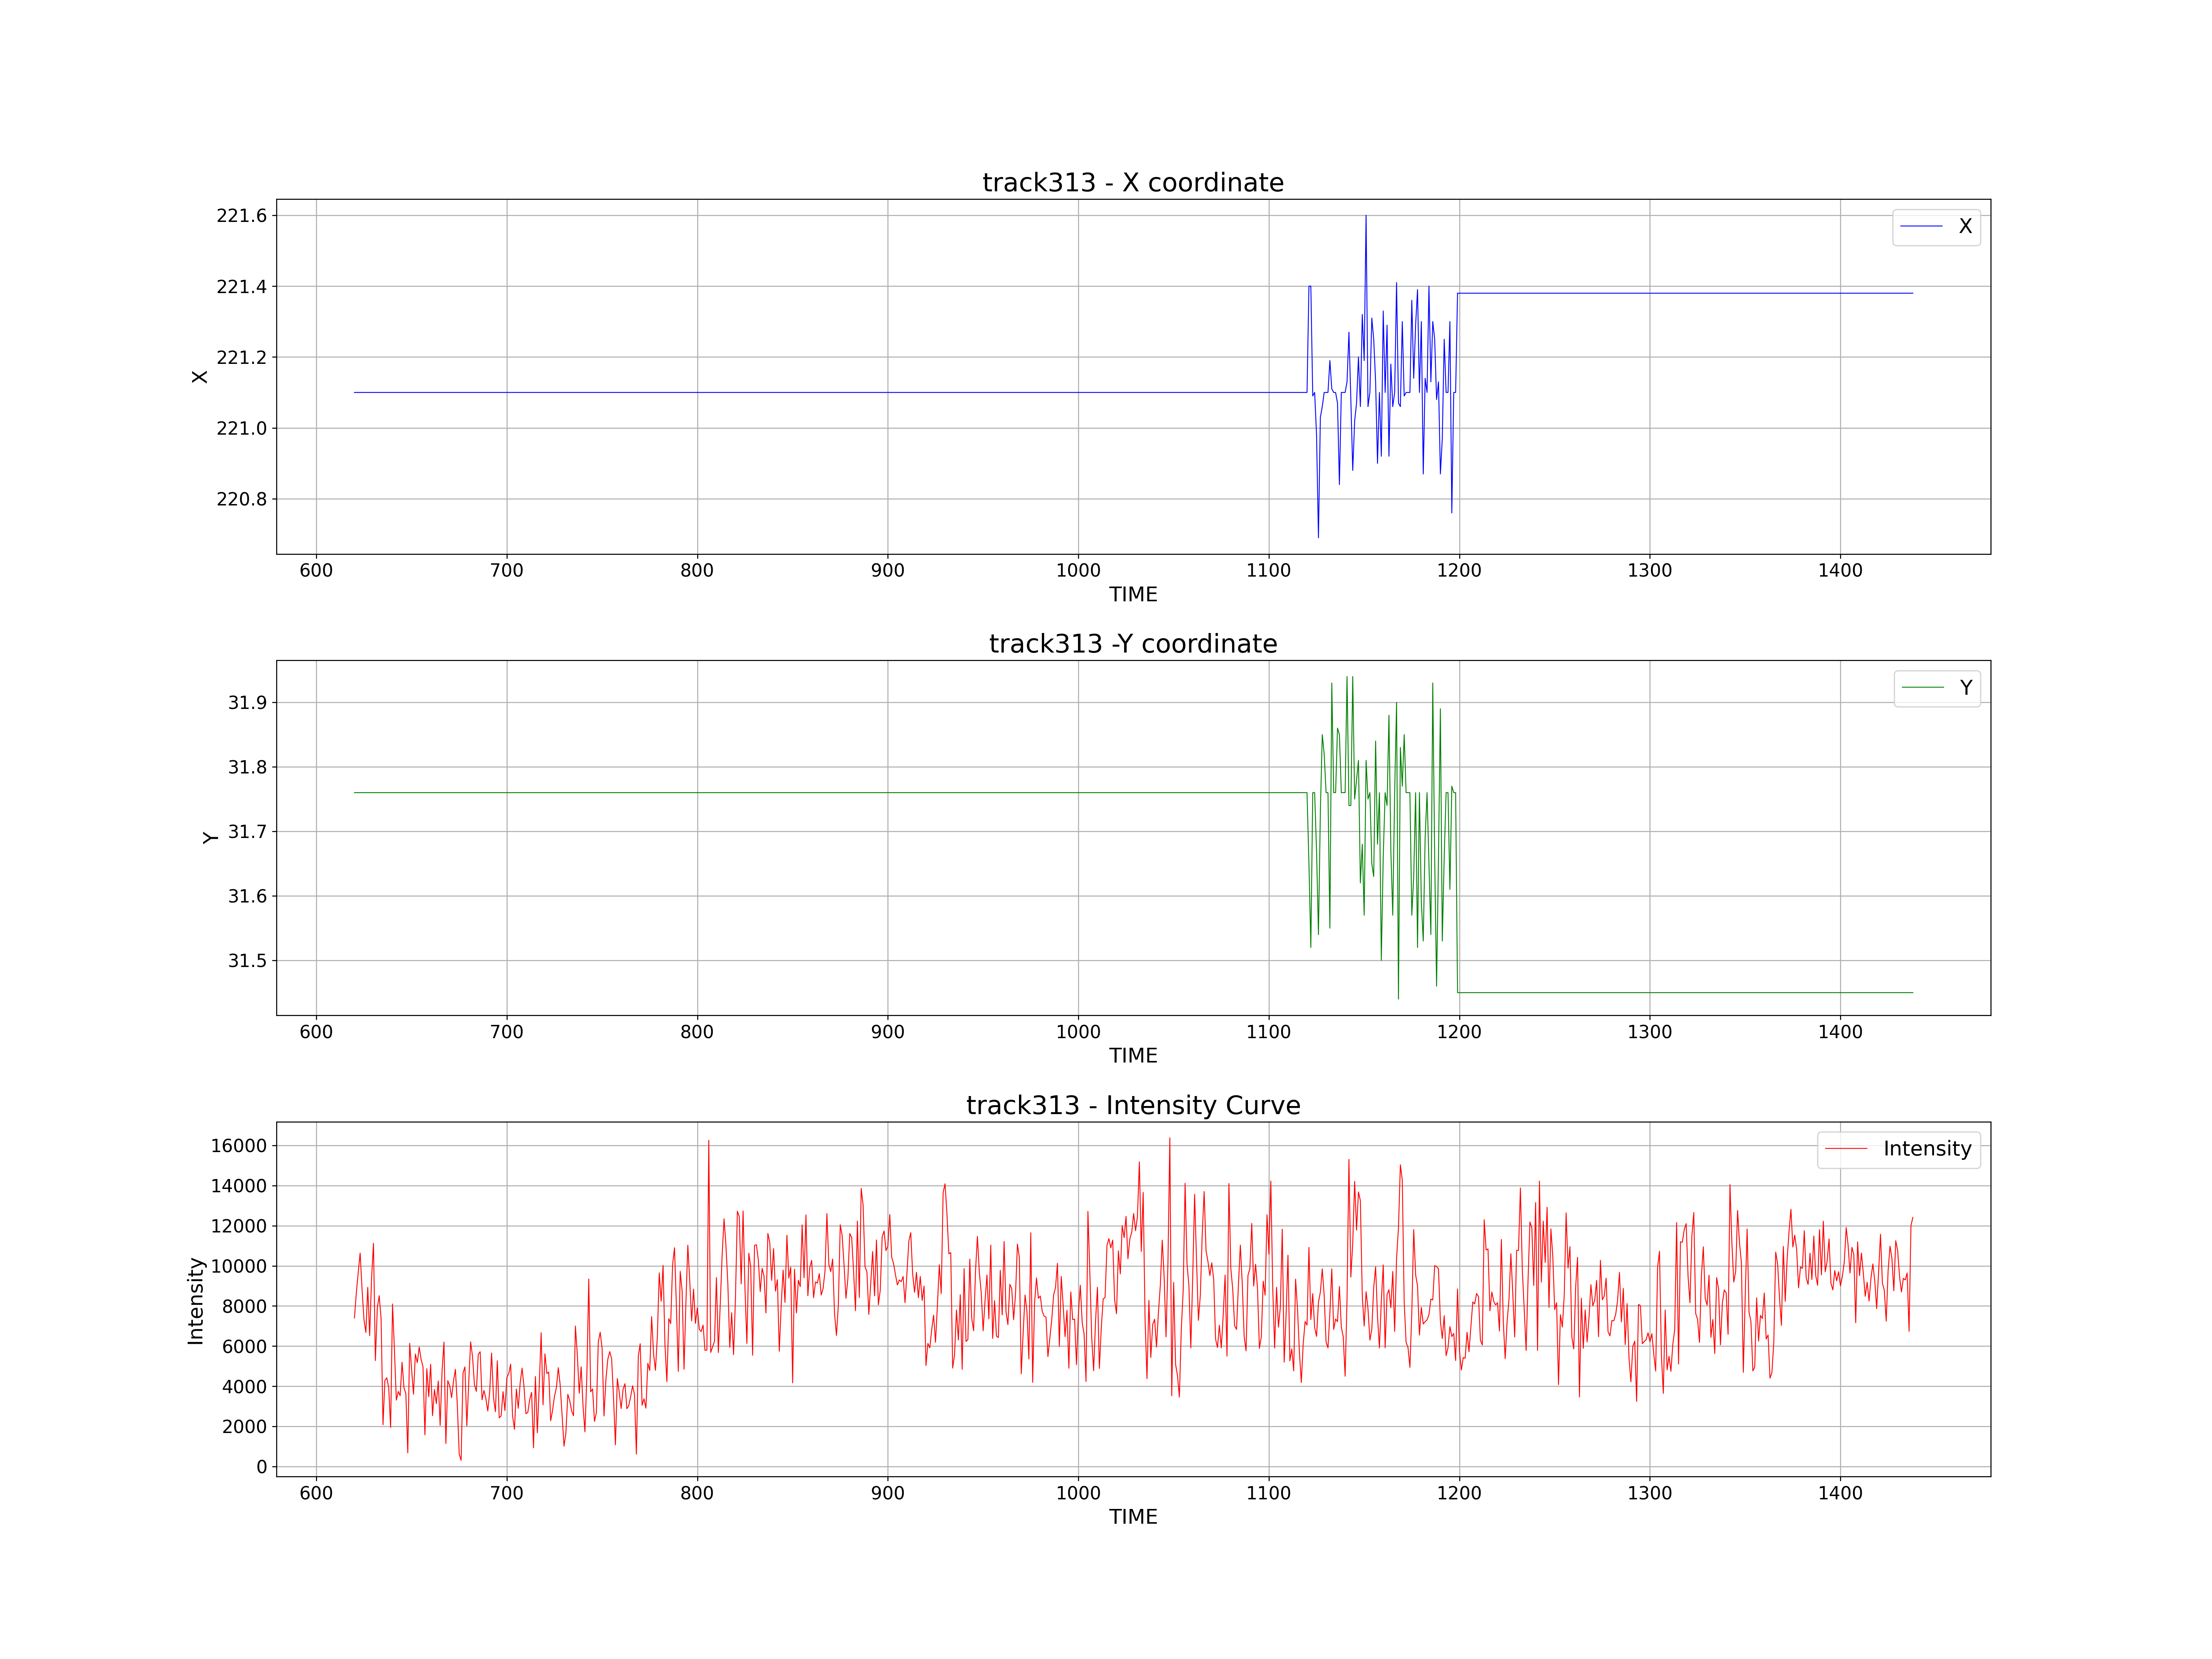 track313 - X coordinate
X
221.6
221.4
221.2
221.0
220.8
X
600 700 800 900 1000 1100 1200 1300 1400
TIME
track313 -Y coordinate
Y
31.9
31.8
31.7
31.6
31.5
Y
600 700 800 900 1000 1100 1200 1300 1400
TIME
track313 - Intensity Curve
Intensity
16000
14000
12000
10000
8000
6000
4000
2000
0
Intensity
600 700 800 900 1000 1100 1200 1300 1400
TIME